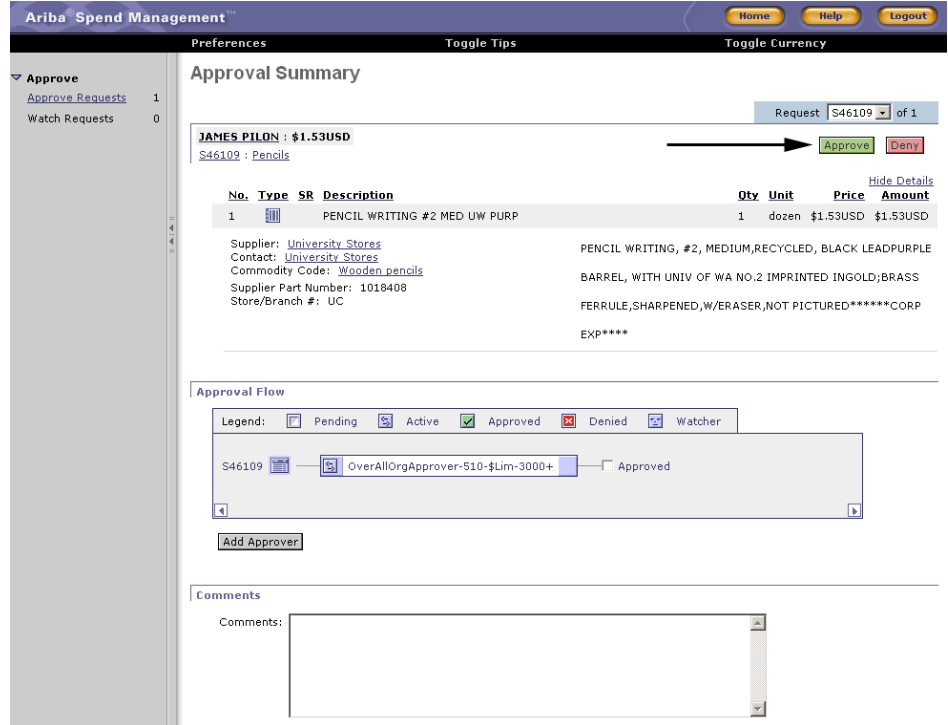 Ariba®Spend Management™
Home Help Logout
Preferences Toggle Tips Toggle Currency
Approve
Approve Requests 1
Watch Requests 0
Approval Summary
Request S46109 of 1
JAMES PILON : $1.53USD
S46109 : Pencils
Approve Deny
Hide Details
No. Type SR Description Qty Unit Price Amount
1 PENCIL WRITING #2 MED UW PURP 1 dozen $1.53USD $1.53USD
Supplier: University Stores
Contact: University Stores
Commodity Code: Wooden pencils
Supplier Part Number: 1018408
Store/Branch #: UC
PENCIL WRITING, #2, MEDIUM,RECYCLED, BLACK LEADPURPLE
BARREL, WITH UNIV OF WA NO.2 IMPRINTED INGOLD;BRASS
FERRULE,SHARPENED,W/ERASER,NOT PICTURED******CORP
EXP****
Approval Flow
Legend: Pending Active Approved Denied Watcher
S46109 OverAllOrgApprover-510-$Lim-3000+ Approved
Add Approver
Comments
Comments: